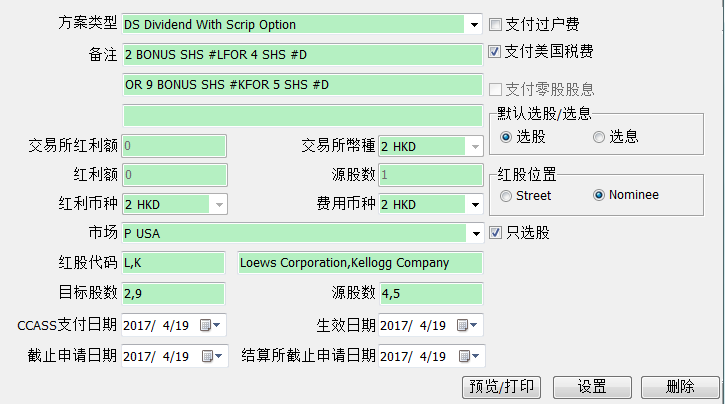 方案类型 DS Dividend With Scrip Option 支付过户费
备注 2 BONUS SHS #LFOR 4 SHS #D 支付美国税费
OR 9 BONUS SHS #KFOR 5 SHS #D 支付零股股息
默认选股/选息
交易所红利额 0 交易所幣種 2 HKD 选股 选息
红利额 0 源股数 1 红股位置
红利币种 2 HKD 费用币种 2 HKD Street Nominee
市场 P USA 只选股
红股代码 L,K Loews Corporation,Kellogg Company
目标股数 2,9 源股数 4,5
CCASS支付日期 2017/ 4/19 生效日期 2017/ 4/19
截止申请日期 2017/ 4/19 结算所截止申请日期 2017/ 4/19
预览/打印 设置 删除